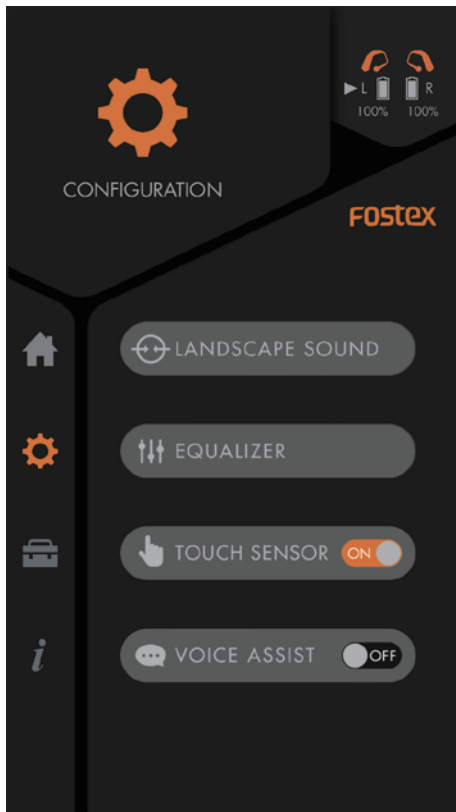 L R
100% 100%
CONFIGURATION
Fostex
LANDSCAPE SOUND
EQUALIZER
TOUCH SENSOR ON
VOICE ASSIST OFF
i